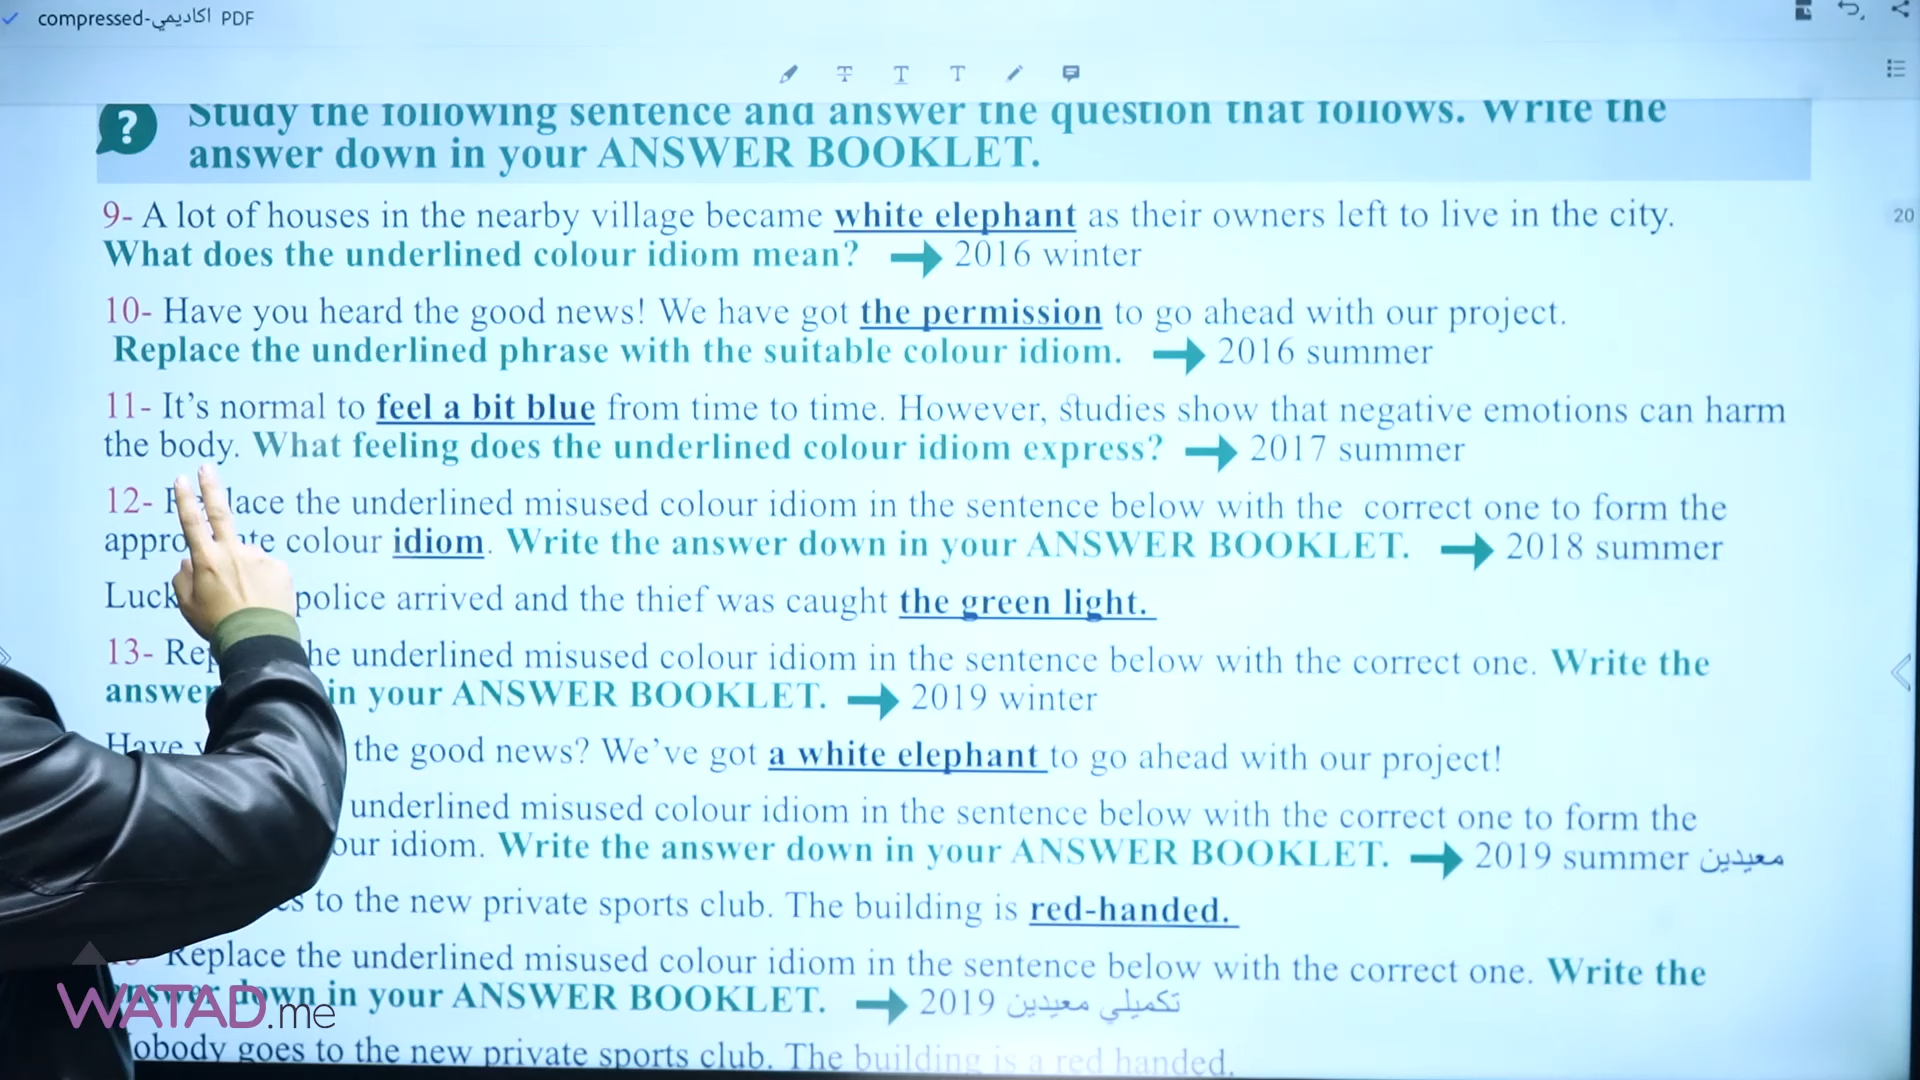 compressed-اكاديمي PDF
Study the following sentence and answer the question that follows. Write the
answer down in your ANSWER BOOKLET.
20
9- A lot of houses in the nearby village became white elephant as their owners left to live in the city.
What does the underlined colour idiom mean? 2016 winter
10- Have you heard the good news! We have got the permission to go ahead with our project.
Replace the underlined phrase with the suitable colour idiom. 2016 summer
11- It's normal to feel a bit blue from time to time. However, studies show that negative emotions can harm
the body. What feeling does the underlined colour idiom express? 2017 summer
12- the underlined misused colour idiom in the sentence below with the correct one to form the
colour idiom. Write the answer down in your ANSWER BOOKLET. 2018 summer
police arrived and the thief was caught the green light.
13- the underlined misused colour idiom in the sentence below with the correct one. Write the
answer in your ANSWER BOOKLET. 2019 winter
Have the good news? We've got a white elephant to go ahead with our project!
underlined misused colour idiom in the sentence below with the correct one to form the
idiom. Write the answer down in your ANSWER BOOKLET. 2019 summer معيدين
to the new private sports club. The building is red-handed.
Replace the underlined misused colour idiom in the sentence below with the correct one. Write the
answer down in your ANSWER BOOKLET. 2019 تكميلي معيدين
goes to the new private sports club. The building is a red handed.
WATAD.me